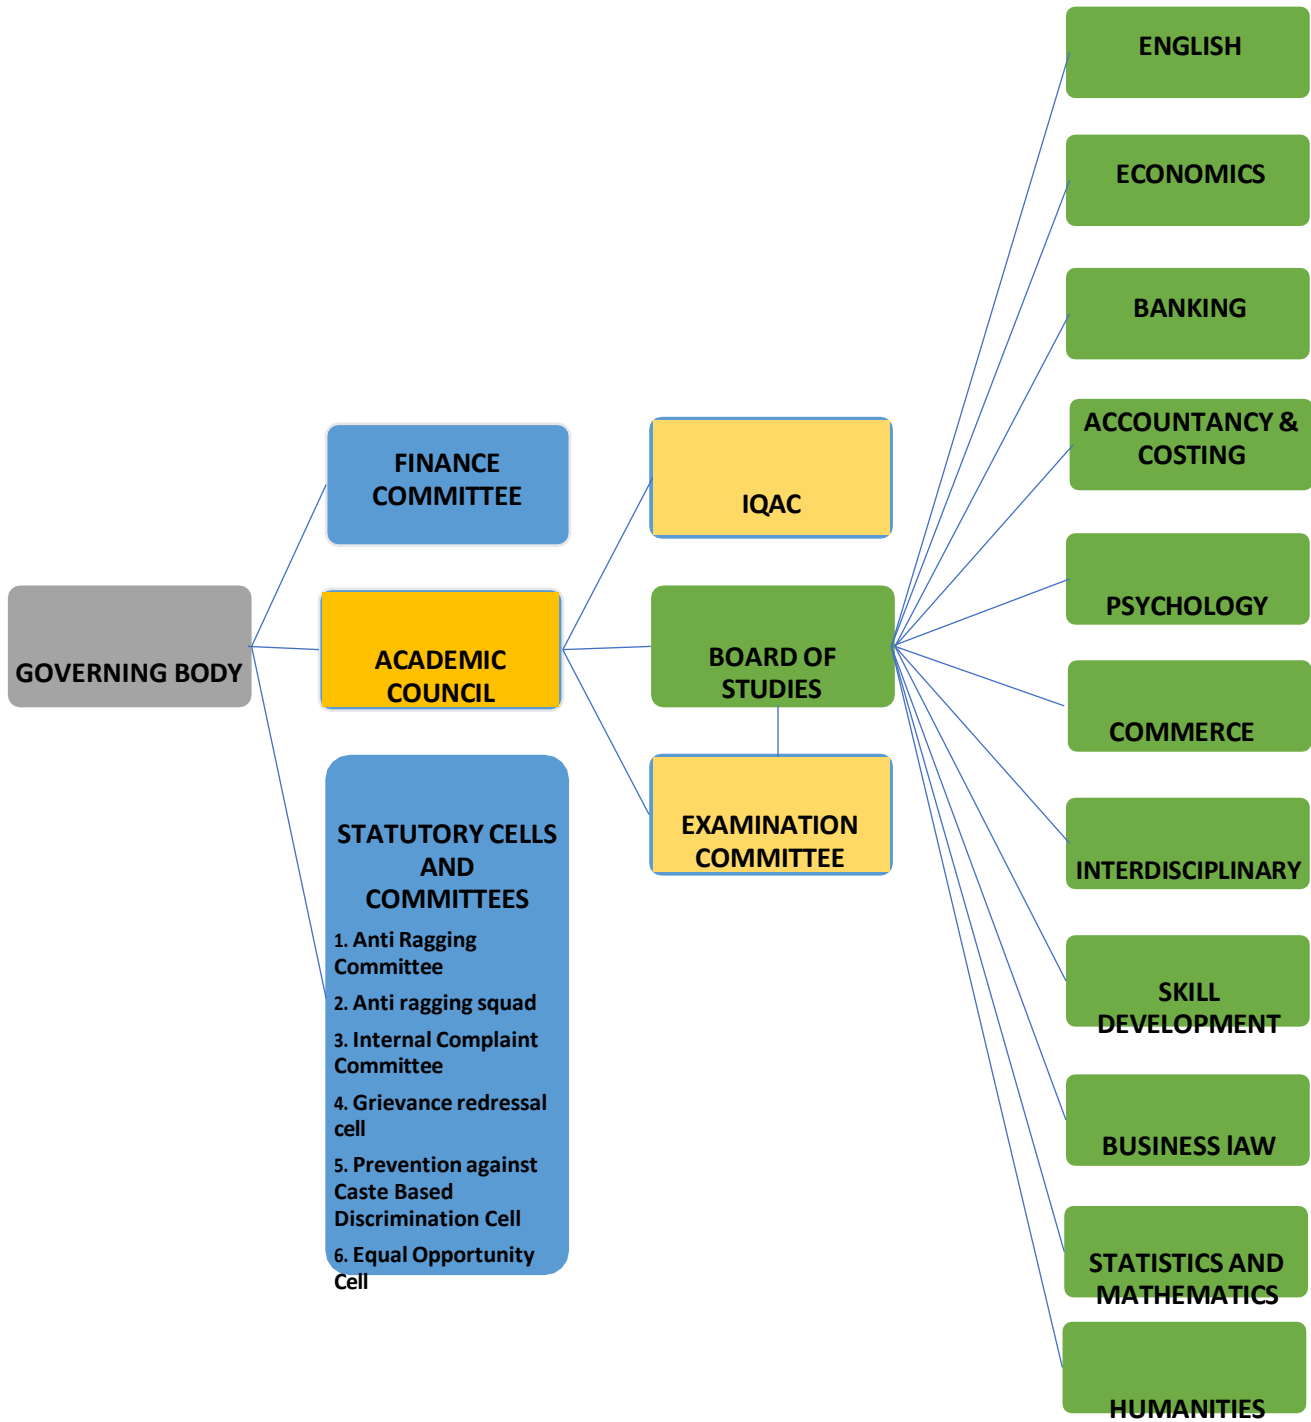 GOVERNING BODY
FINANCE
COMMITTEE
ACADEMIC
COUNCIL
STATUTORY CELLS
AND
COMMITTEES
1. Anti Ragging
Committee
2. Anti ragging squad
3. Internal Complaint
Committee
4. Grievance redressal
cell
5. Prevention against
Caste Based
Discrimination Cell
6. Equal Opportunity
Cell
IQAC
BOARD OF
STUDIES
EXAMINATION
COMMITTEE
ENGLISH
ECONOMICS
BANKING
ACCOUNTANCY &
COSTING
PSYCHOLOGY
COMMERCE
INTERDISCIPLINARY
SKILL
DEVELOPMENT
BUSINESS lAW
STATISTICS AND
MATHEMATICS
HUMANITIES